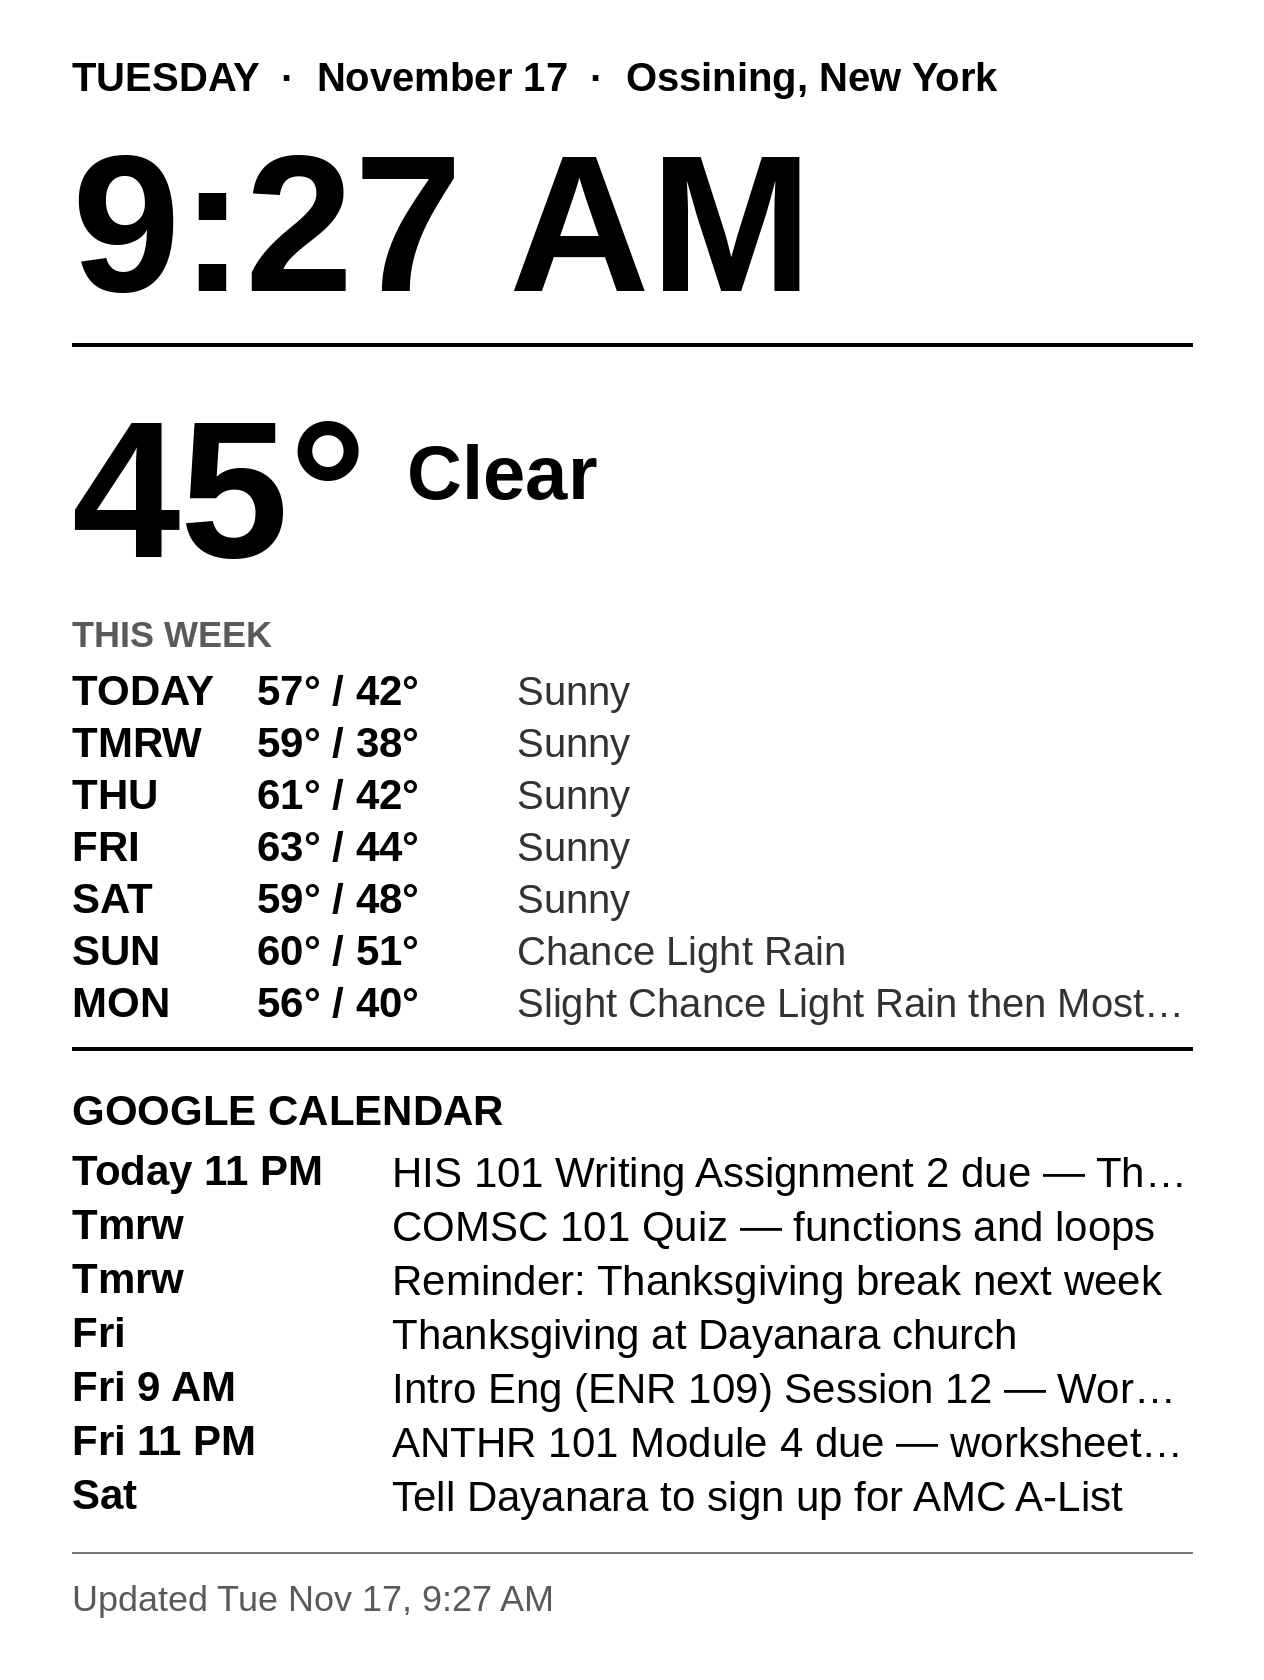 TUESDAY · November 17 · Ossining, New York
9:27 AM
45° Clear
THIS WEEK
TODAY 57° / 42° Sunny
TMRW 59° / 38° Sunny
THU 61° / 42° Sunny
FRI 63° / 44° Sunny
SAT 59° / 48° Sunny
SUN 60° / 51° Chance Light Rain
MON 56° / 40° Slight Chance Light Rain then Most…
GOOGLE CALENDAR
Today 11 PM HIS 101 Writing Assignment 2 due — Th…
Tmrw COMSC 101 Quiz — functions and loops
Tmrw Reminder: Thanksgiving break next week
Fri Thanksgiving at Dayanara church
Fri 9 AM Intro Eng (ENR 109) Session 12 — Wor…
Fri 11 PM ANTHR 101 Module 4 due — worksheet…
Sat Tell Dayanara to sign up for AMC A-List
Updated Tue Nov 17, 9:27 AM